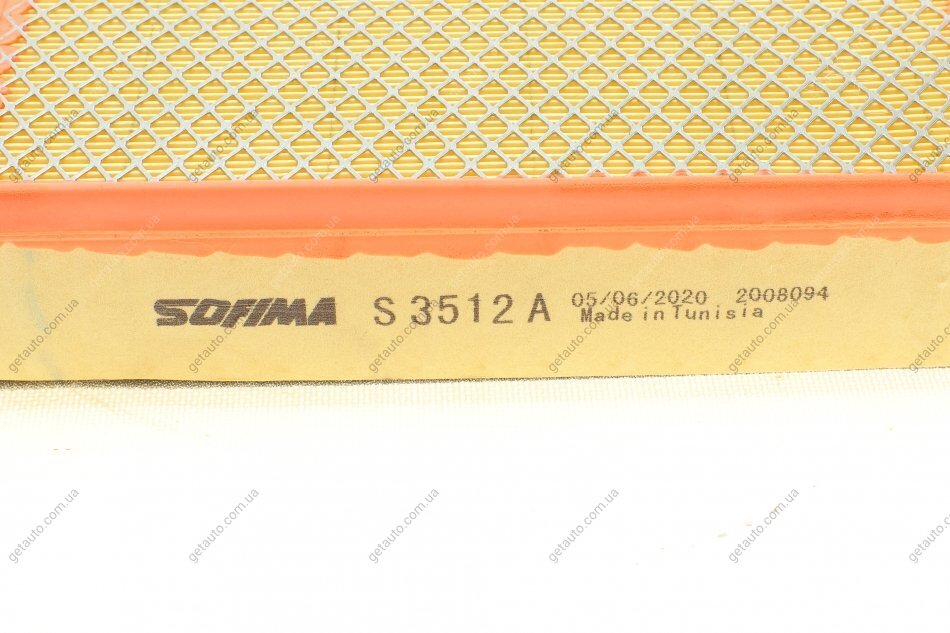 SOFIMA S 3512 A 05/06/2020 2008094
Made in Tunisia
getauto.com.ua